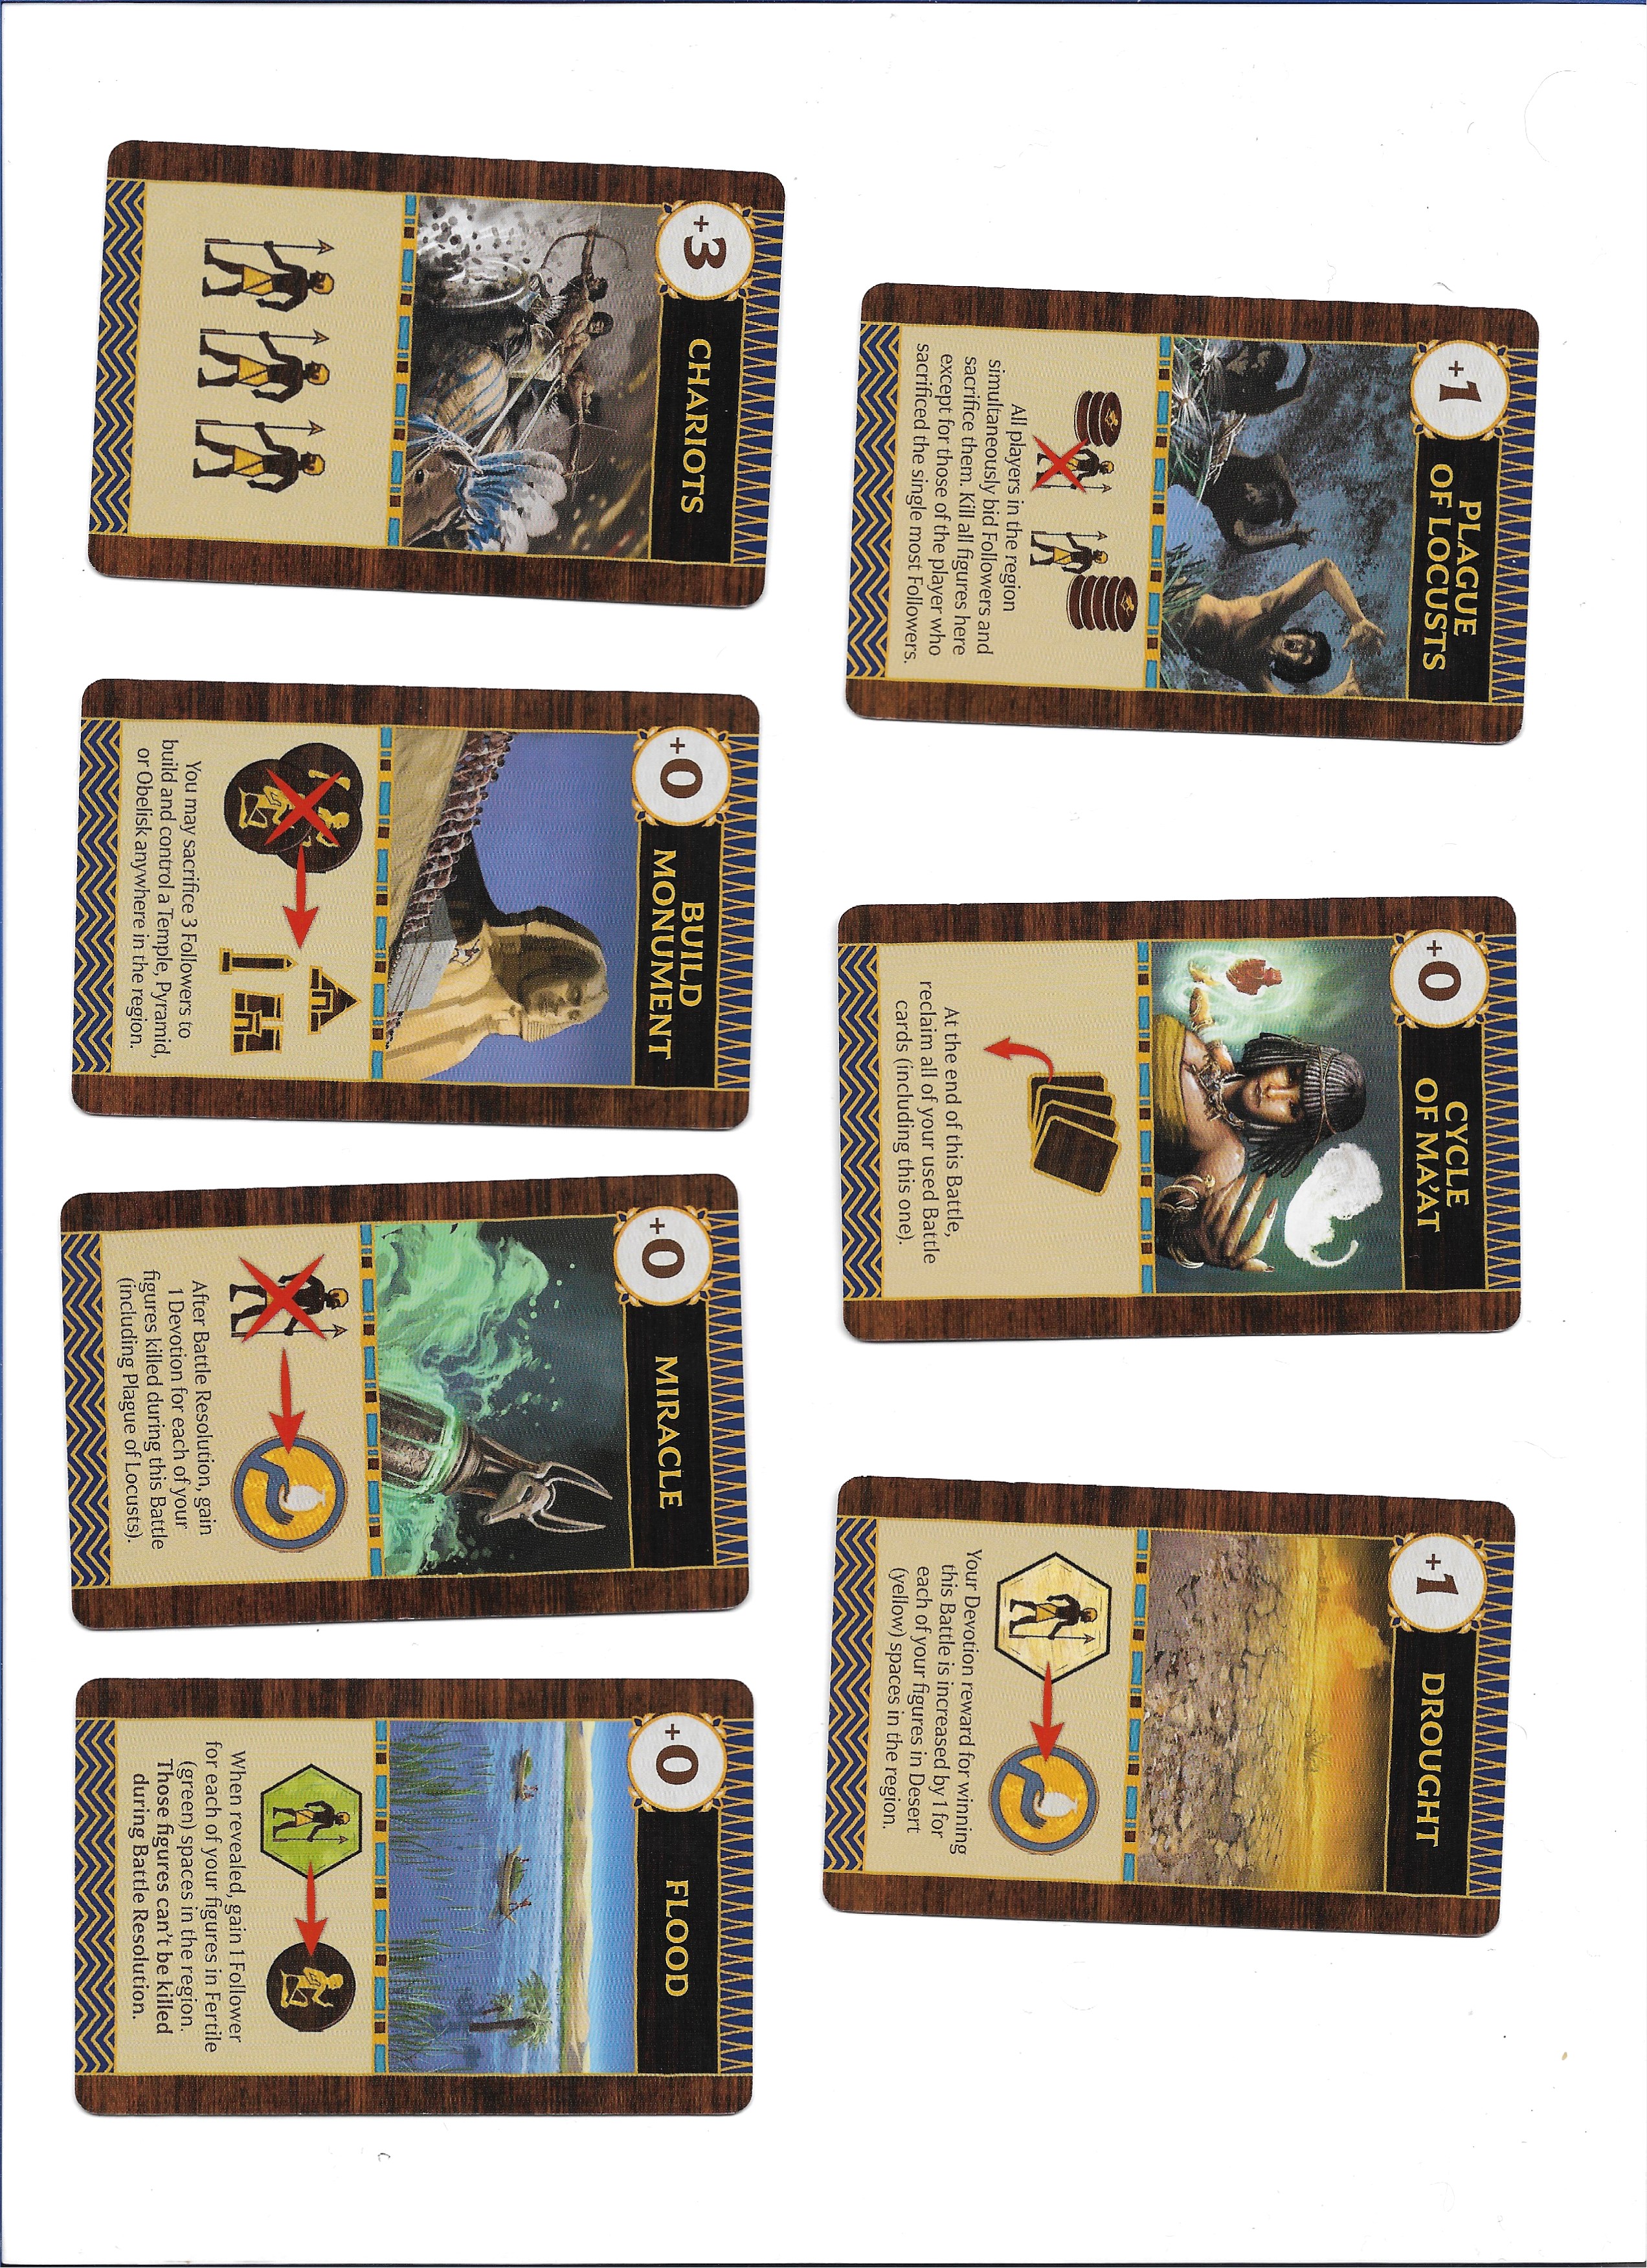 +1
PLAGUE
OF LOCUSTS
All players in the region
simultaneously bid Followers and
sacrifice them. Kill all figures here
except for those of the player who
sacrificed the single most Followers.
+0
CYCLE
OF MA'AT
At the end of this Battle,
reclaim all of your used Battle
cards (including this one).
+1
DROUGHT
Your Devotion reward for winning
this Battle is increased by 1 for
each of your figures in Desert
(yellow) spaces in the region.
+3
CHARIOTS
+0
BUILD
MONUMENT
You may sacrifice 3 Followers to
build and control a Temple, Pyramid,
or Obelisk anywhere in the region.
+0
MIRACLE
After Battle Resolution, gain
1 Devotion for each of your
figures killed during this Battle
(including Plague of Locusts).
+0
FLOOD
When revealed, gain 1 Follower
for each of your figures in Fertile
(green) spaces in the region.
Those figures can't be killed
during Battle Resolution.